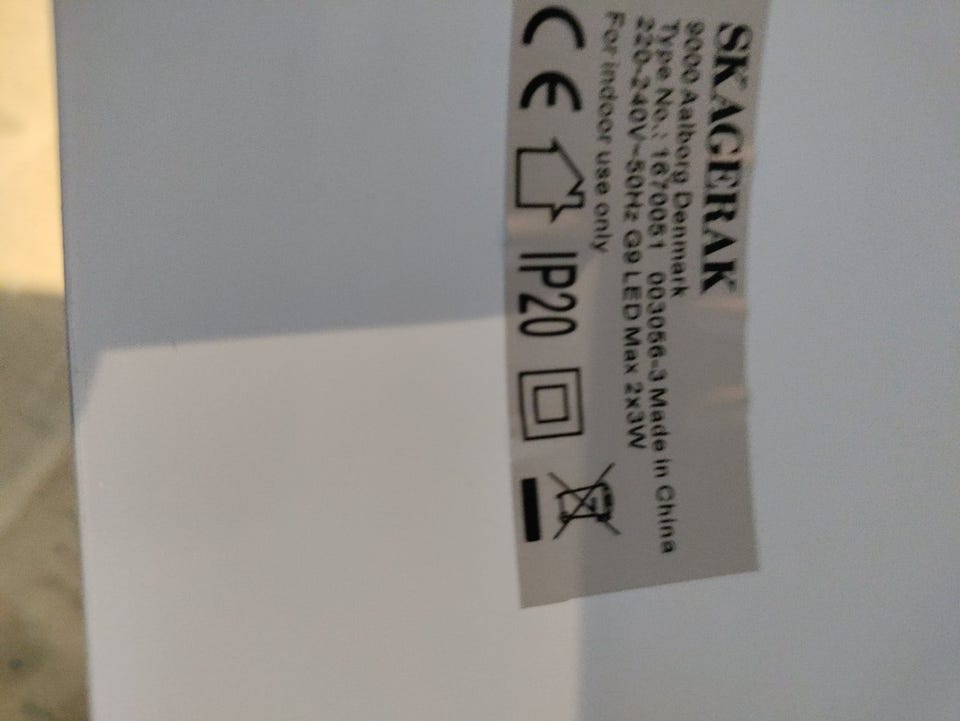 SKAGERAK
9000 Aalborg Denmark
Type No.: 1670051 003056-3 Made in China
220-240V~50Hz G9 LED Max 2x3W
For indoor use only
CE IP20